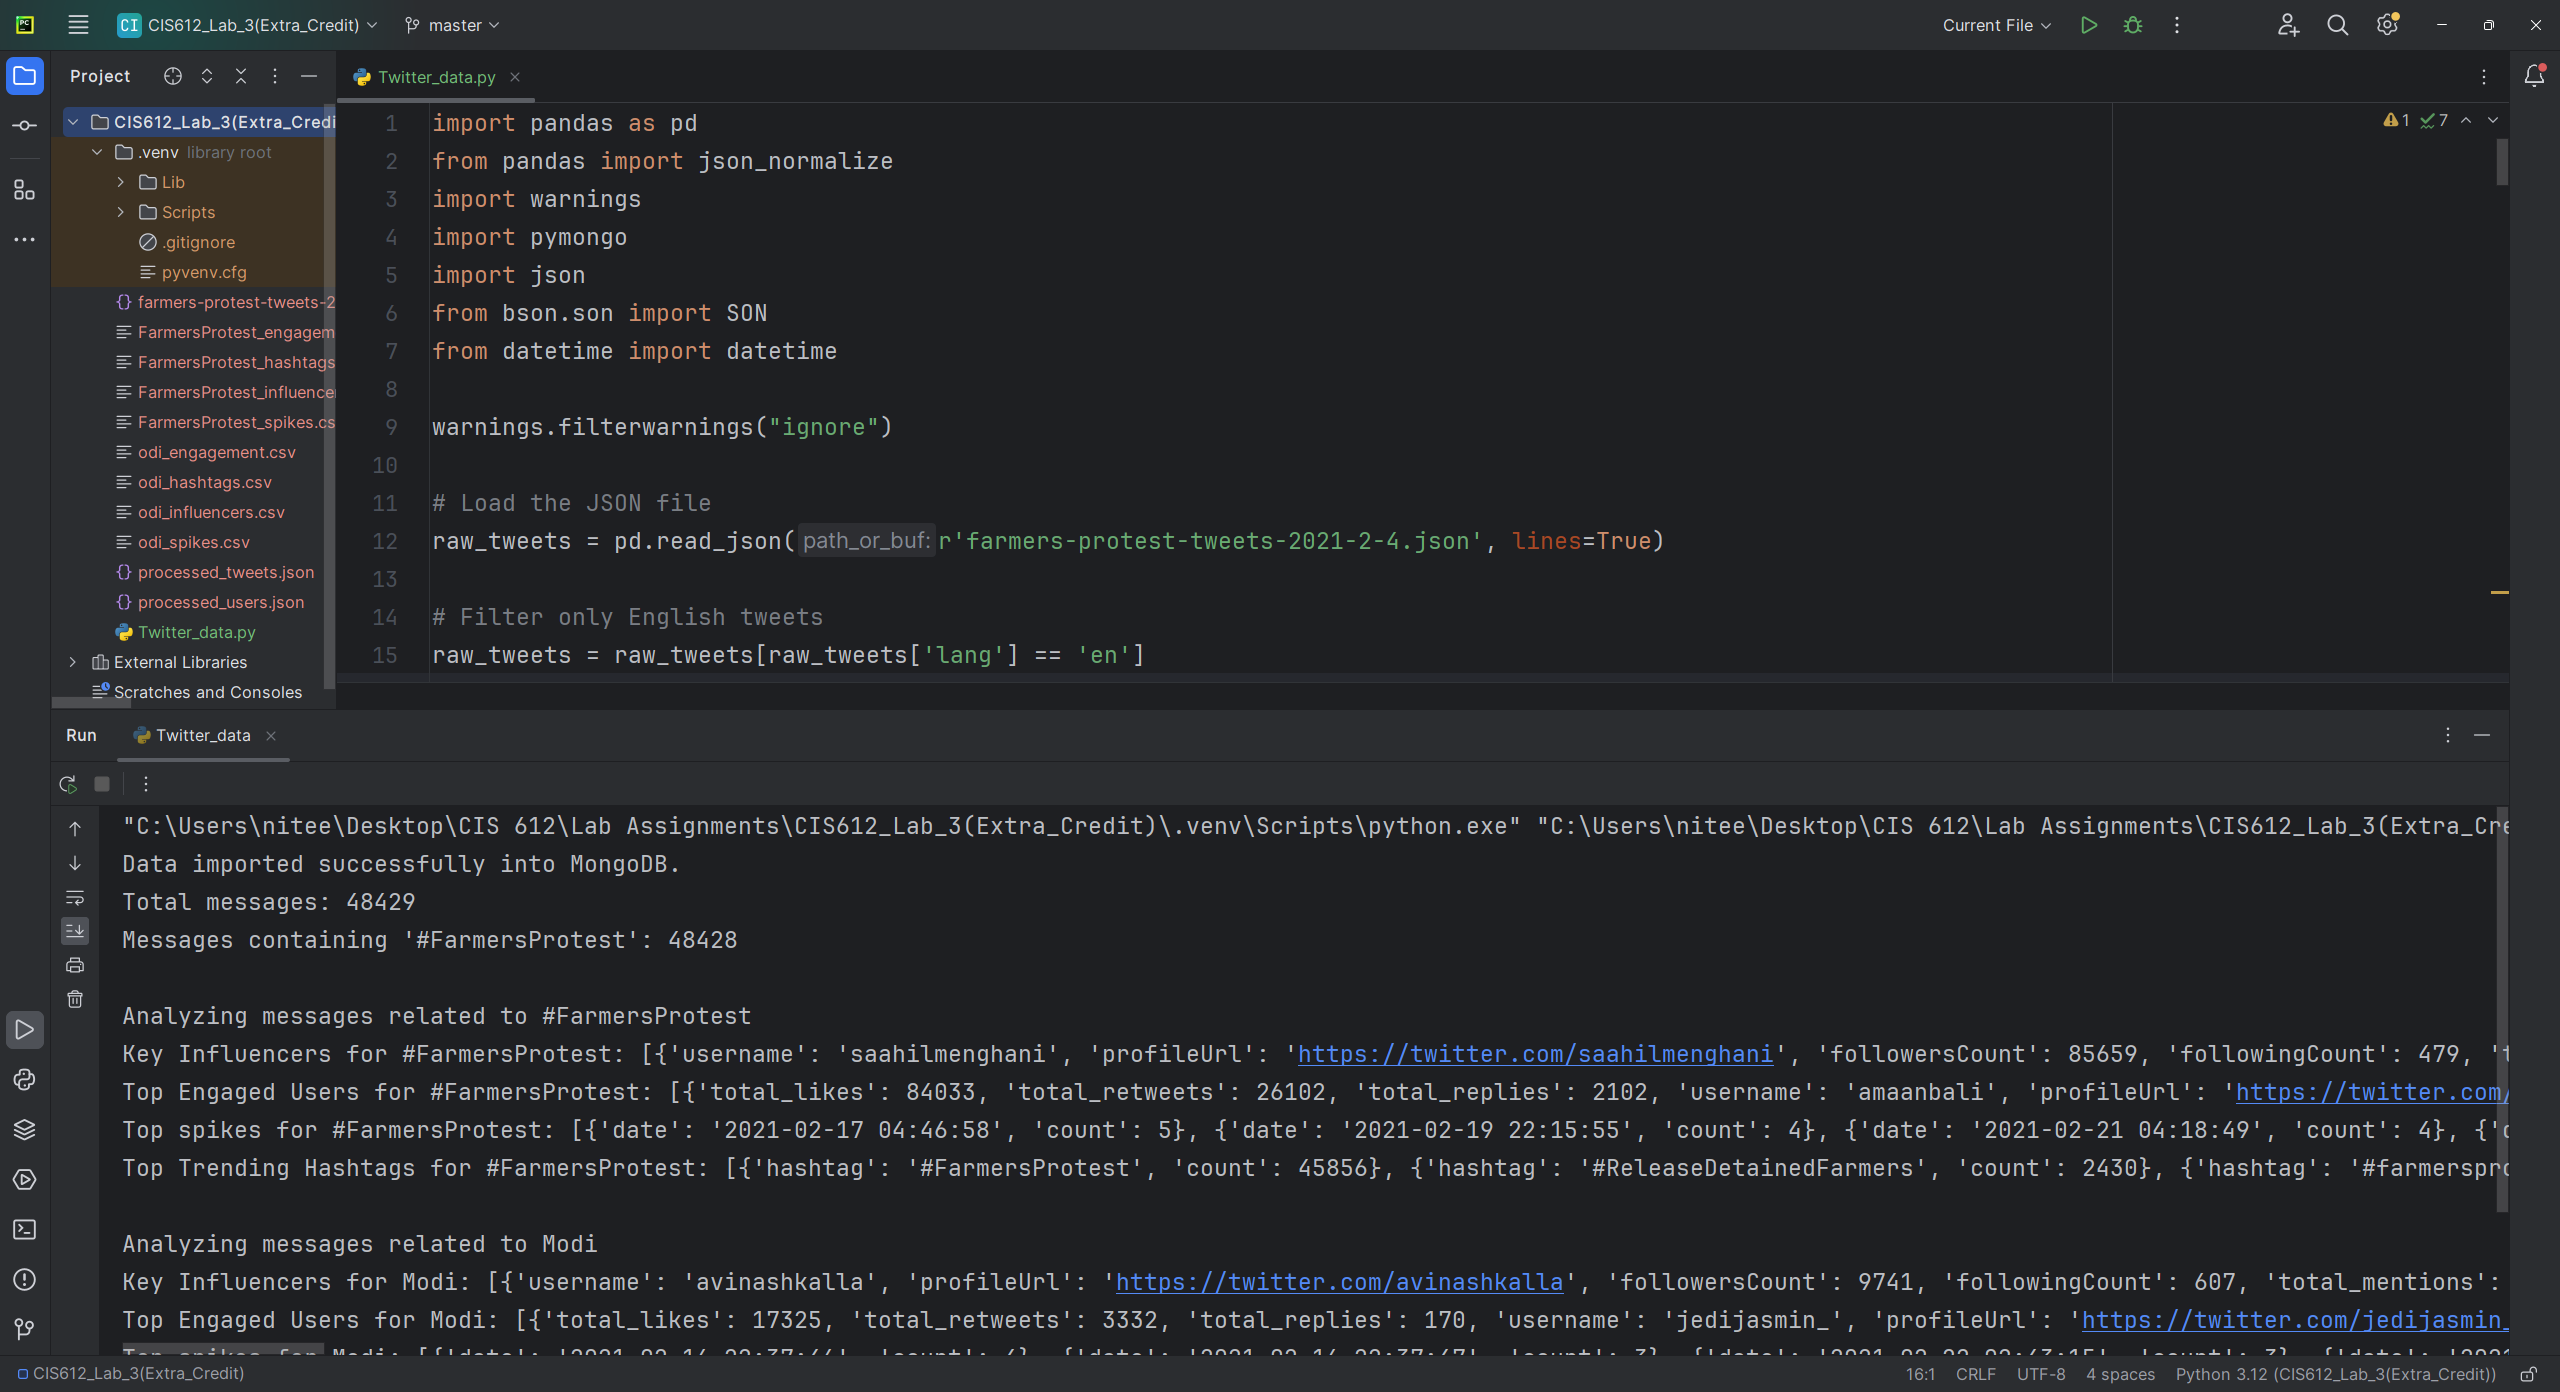 CI CIS612_Lab_3(Extra_Credit) master Current File
Project
CIS612_Lab_3(Extra_Credi
.venv library root
Lib
Scripts
.gitignore
pyvenv.cfg
farmers-protest-tweets-2
FarmersProtest_engagem
FarmersProtest_hashtags
FarmersProtest_influence
FarmersProtest_spikes.cs
odi_engagement.csv
odi_hashtags.csv
odi_influencers.csv
odi_spikes.csv
processed_tweets.json
processed_users.json
Twitter_data.py
External Libraries
Scratches and Consoles
Twitter_data.py
1 7
1 import pandas as pd
2 from pandas import json_normalize
3 import warnings
4 import pymongo
5 import json
6 from bson.son import SON
7 from datetime import datetime
8
9 warnings.filterwarnings("ignore")
10
11 # Load the JSON file
12 raw_tweets = pd.read_json( path_or_buf: r'farmers-protest-tweets-2021-2-4.json', lines=True)
13
14 # Filter only English tweets
15 raw_tweets = raw_tweets[raw_tweets['lang'] == 'en']
Run Twitter_data
"C:\Users\nitee\Desktop\CIS 612\Lab Assignments\CIS612_Lab_3(Extra_Credit)\.venv\Scripts\python.exe" "C:\Users\nitee\Desktop\CIS 612\Lab Assignments\CIS612_Lab_3(Extra_Cre
Data imported successfully into MongoDB.
Total messages: 48429
Messages containing '#FarmersProtest': 48428
Analyzing messages related to #FarmersProtest
Key Influencers for #FarmersProtest: [{'username': 'saahilmenghani', 'profileUrl': 'https://twitter.com/saahilmenghani', 'followersCount': 85659, 'followingCount': 479, 't
Top Engaged Users for #FarmersProtest: [{'total_likes': 84033, 'total_retweets': 26102, 'total_replies': 2102, 'username': 'amaanbali', 'profileUrl': 'https://twitter.com/
Top spikes for #FarmersProtest: [{'date': '2021-02-17 04:46:58', 'count': 5}, {'date': '2021-02-19 22:15:55', 'count': 4}, {'date': '2021-02-21 04:18:49', 'count': 4}, {'d
Top Trending Hashtags for #FarmersProtest: [{'hashtag': '#FarmersProtest', 'count': 45856}, {'hashtag': '#ReleaseDetainedFarmers', 'count': 2430}, {'hashtag': '#farmerspro
Analyzing messages related to Modi
Key Influencers for Modi: [{'username': 'avinashkalla', 'profileUrl': 'https://twitter.com/avinashkalla', 'followersCount': 9741, 'followingCount': 607, 'total_mentions':
Top Engaged Users for Modi: [{'total_likes': 17325, 'total_retweets': 3332, 'total_replies': 170, 'username': 'jedijasmin_', 'profileUrl': 'https://twitter.com/jedijasmin_
CIS612_Lab_3(Extra_Credit) 16:1 CRLF UTF-8 4 spaces Python 3.12 (CIS612_Lab_3(Extra_Credit))